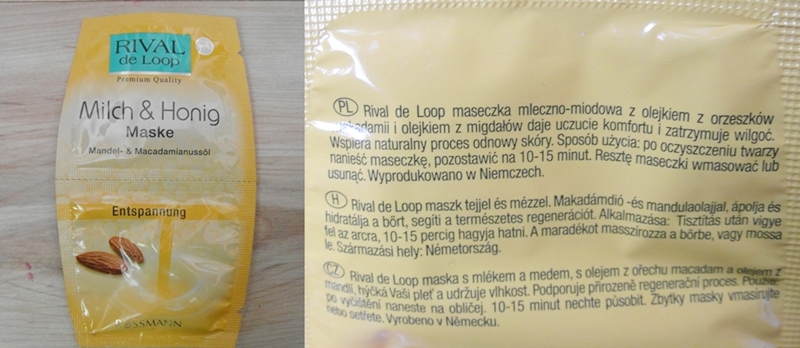 RIVAL
de Loop
Premium Quality
Milch & Honig
Maske
Mandel- & Macadamianussöl
Entspannung
ROSSMANN
PL Rival de Loop maseczka mleczno-miodowa z olejkiem z orzeszków
makadamii i olejkiem z migdałów daje uczucie komfortu i zatrzymuje wilgoć.
Wspiera naturalny proces odnowy skóry. Sposób użycia: po oczyszczeniu twarzy
nanieść maseczkę, pozostawić na 10-15 minut. Resztę maseczki wmasować lub
usunąć. Wyprodukowano w Niemczech.
H Rival de Loop maszk tejjel és mézzel. Makadámdió -és mandulaolajjal, ápolja és
hidratálja a bőrt, segíti a természetes regenerációt. Alkalmazása: Tisztítás után vigye
fel az arcra, 10-15 percig hagyja hatni. A maradékot masszírozza a bőrbe, vagy mossa
le. Származási hely: Németország.
CZ Rival de Loop maska s mlékem a medem, s olejem z ořechu macadam a olejem z
mandlí, hýčká Vaši pleť a udržuje vlhkost. Podporuje přirozeně regenerační proces. Použití:
po vyčištění naneste na obličej. 10-15 minut nechte působit. Zbytky masky vmasírujte
nebo setřete. Vyrobeno v Německu.